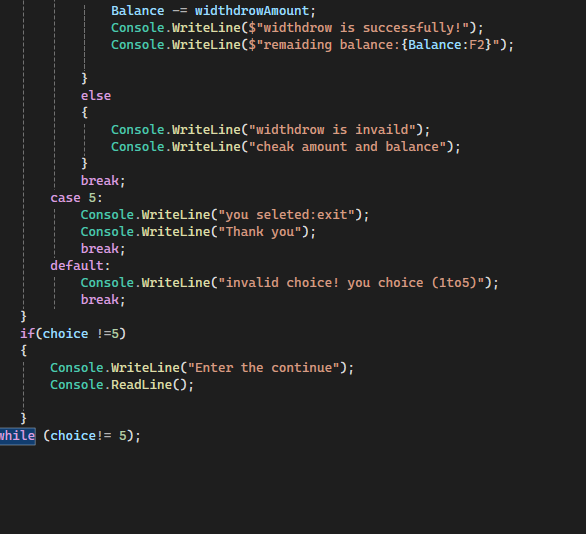 Balance -= widthdrowAmount;
Console.WriteLine($"widthdrow is successfully!");
Console.WriteLine($"remaiding balance:{Balance:F2}");
}
else
{
Console.WriteLine("widthdrow is invaild");
Console.WriteLine("cheak amount and balance");
}
break;
case 5:
Console.WriteLine("you seleted:exit");
Console.WriteLine("Thank you");
break;
default:
Console.WriteLine("invalid choice! you choice (1to5)");
break;
}
if(choice !=5)
{
Console.WriteLine("Enter the continue");
Console.ReadLine();
}
while (choice!= 5);